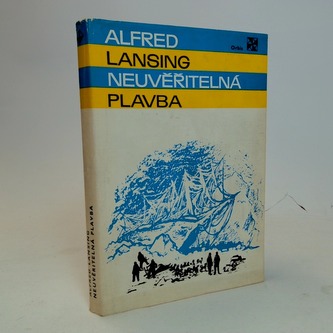 ALFRED
LANSING
NEUVĚŘITELNÁ
PLAVBA
ALFRED LANSING
NEUVĚŘITELNÁ PLAVBA